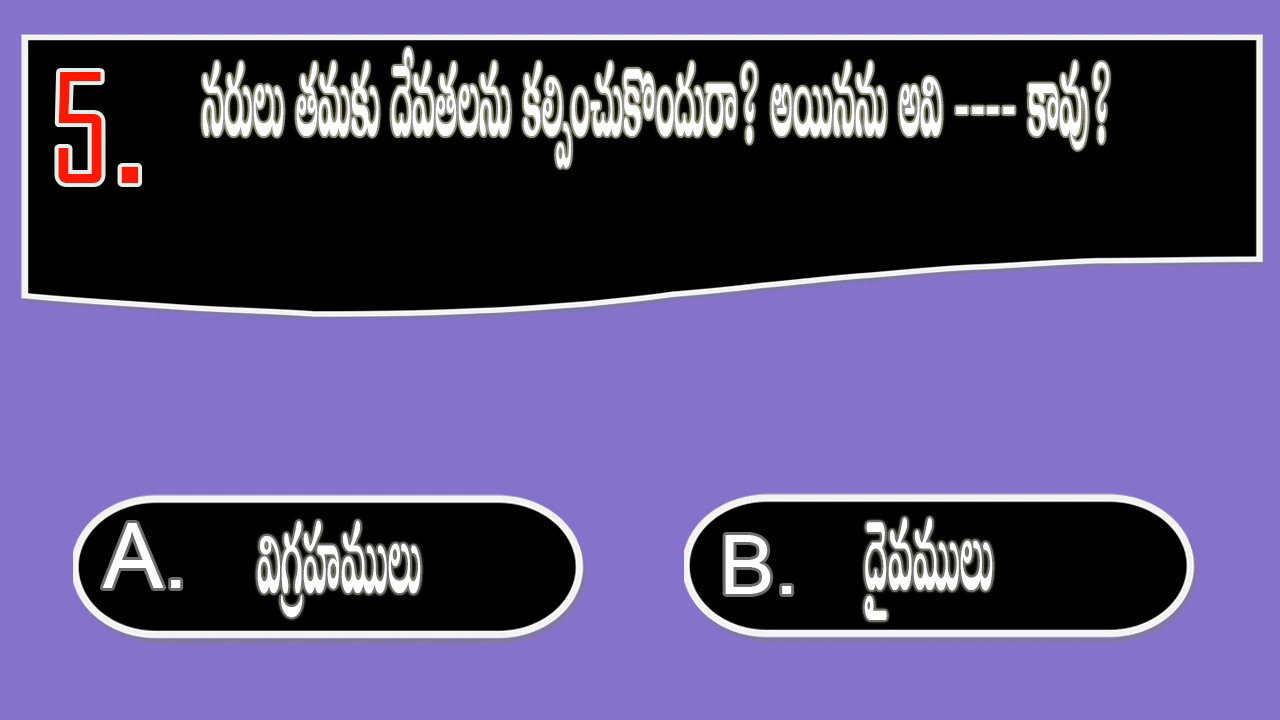 5. నరులు తమకు దేవతలను కల్పించుకొందురా? అయినను అవి ---- కావు?
A. విగ్రహములు
B. దైవములు